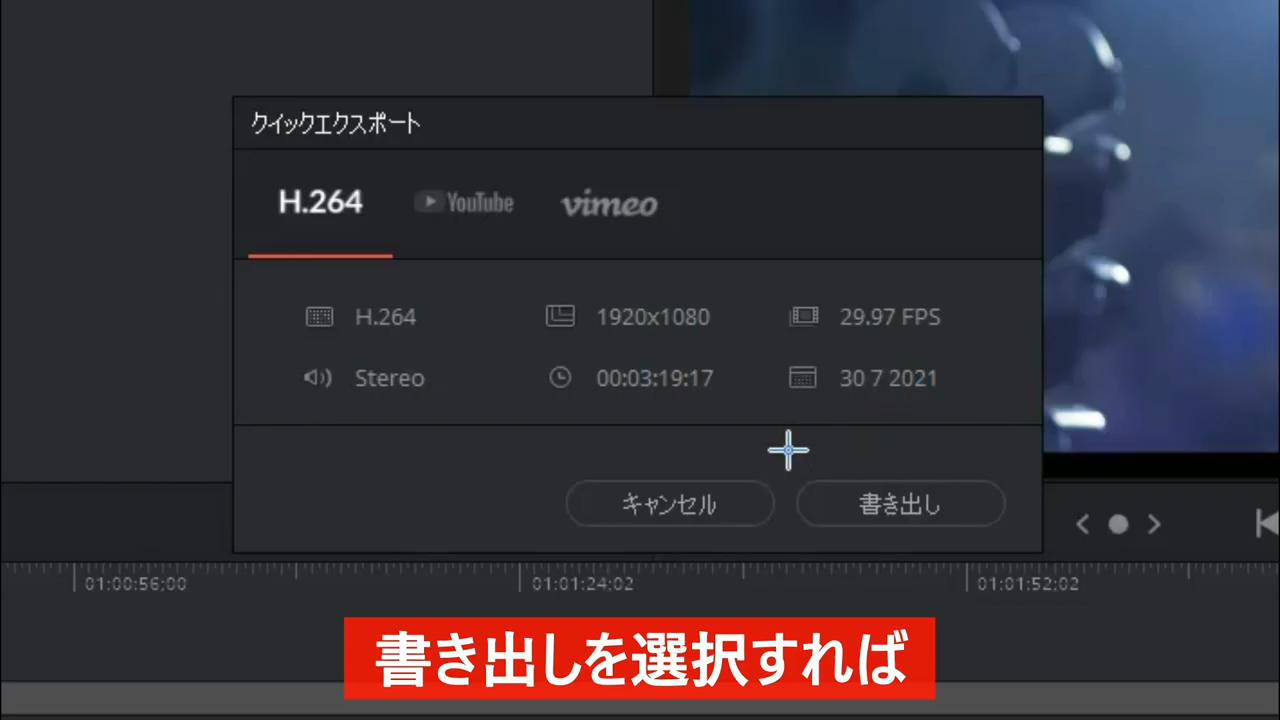 クイックエクスポート
H.264 YouTube vimeo
H.264 1920x1080 29.97 FPS
Stereo 00:03:19:17 30 7 2021
キャンセル 書き出し
01:00:56;00 01:01:24;02 01:01:52;02
書き出しを選択すれば